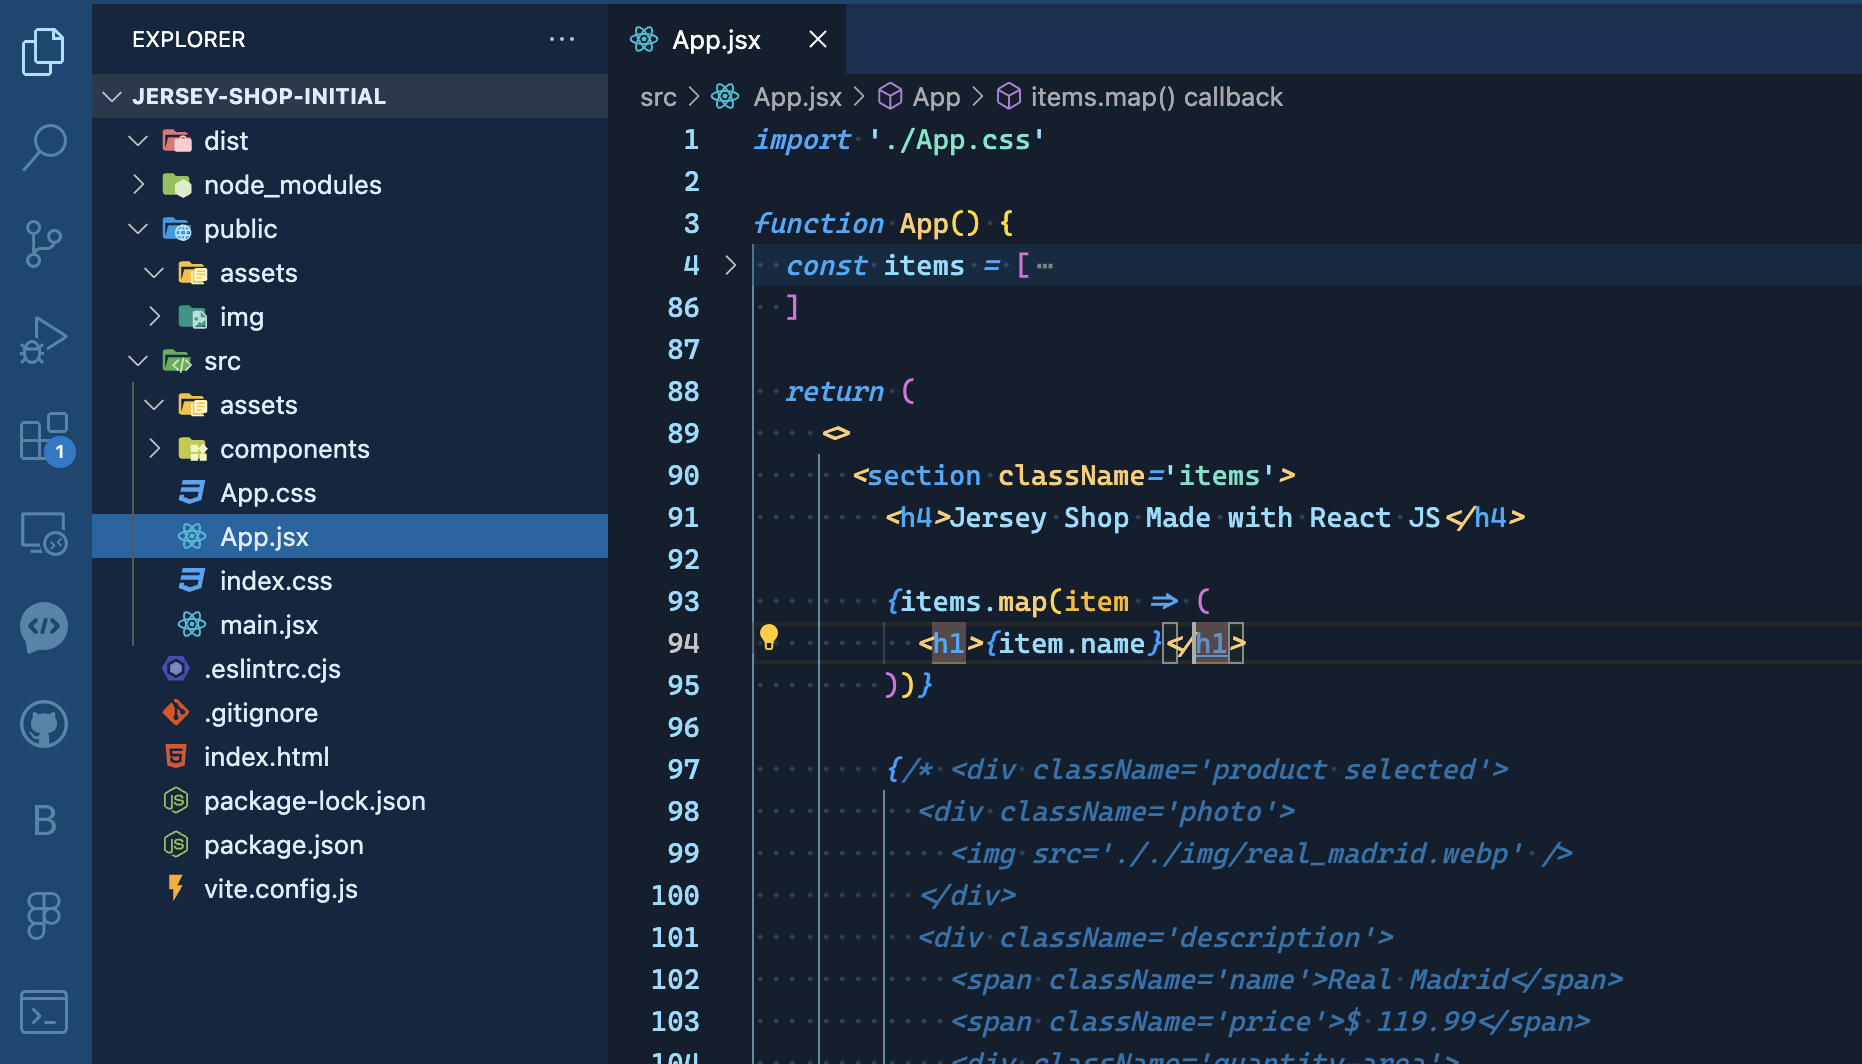 EXPLORER
JERSEY-SHOP-INITIAL
dist
node_modules
public
assets
img
src
assets
components
App.css
App.jsx
index.css
main.jsx
.eslintrc.cjs
.gitignore
index.html
package-lock.json
package.json
vite.config.js
1
B
App.jsx
src > App.jsx > App > items.map() callback
1 import './App.css'
2
3 function App() {
4 const items = [ ⋯
86 ]
87
88 return (
89 <>
90 <section className='items'>
91 <h4>Jersey Shop Made with React JS</h4>
92
93 {items.map(item => (
94 <h1>{item.name}</h1>
95 ))}
96
97 {/* <div className='product selected'>
98 <div className='photo'>
99 <img src='././img/real_madrid.webp' />
100 </div>
101 <div className='description'>
102 <span className='name'>Real Madrid</span>
103 <span className='price'>$ 119.99</span>
104 <div className='quantity-area'>